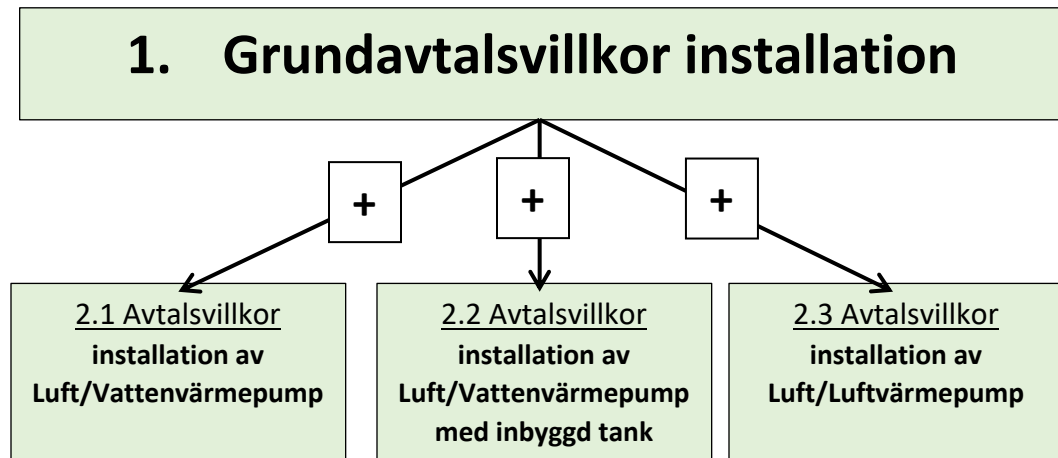 1. Grundavtalsvillkor installation
+
+
+
2.1 Avtalsvillkor
installation av
Luft/Vattenvärmepump
2.2 Avtalsvillkor
installation av
Luft/Vattenvärmepump
med inbyggd tank
2.3 Avtalsvillkor
installation av
Luft/Luftvärmepump